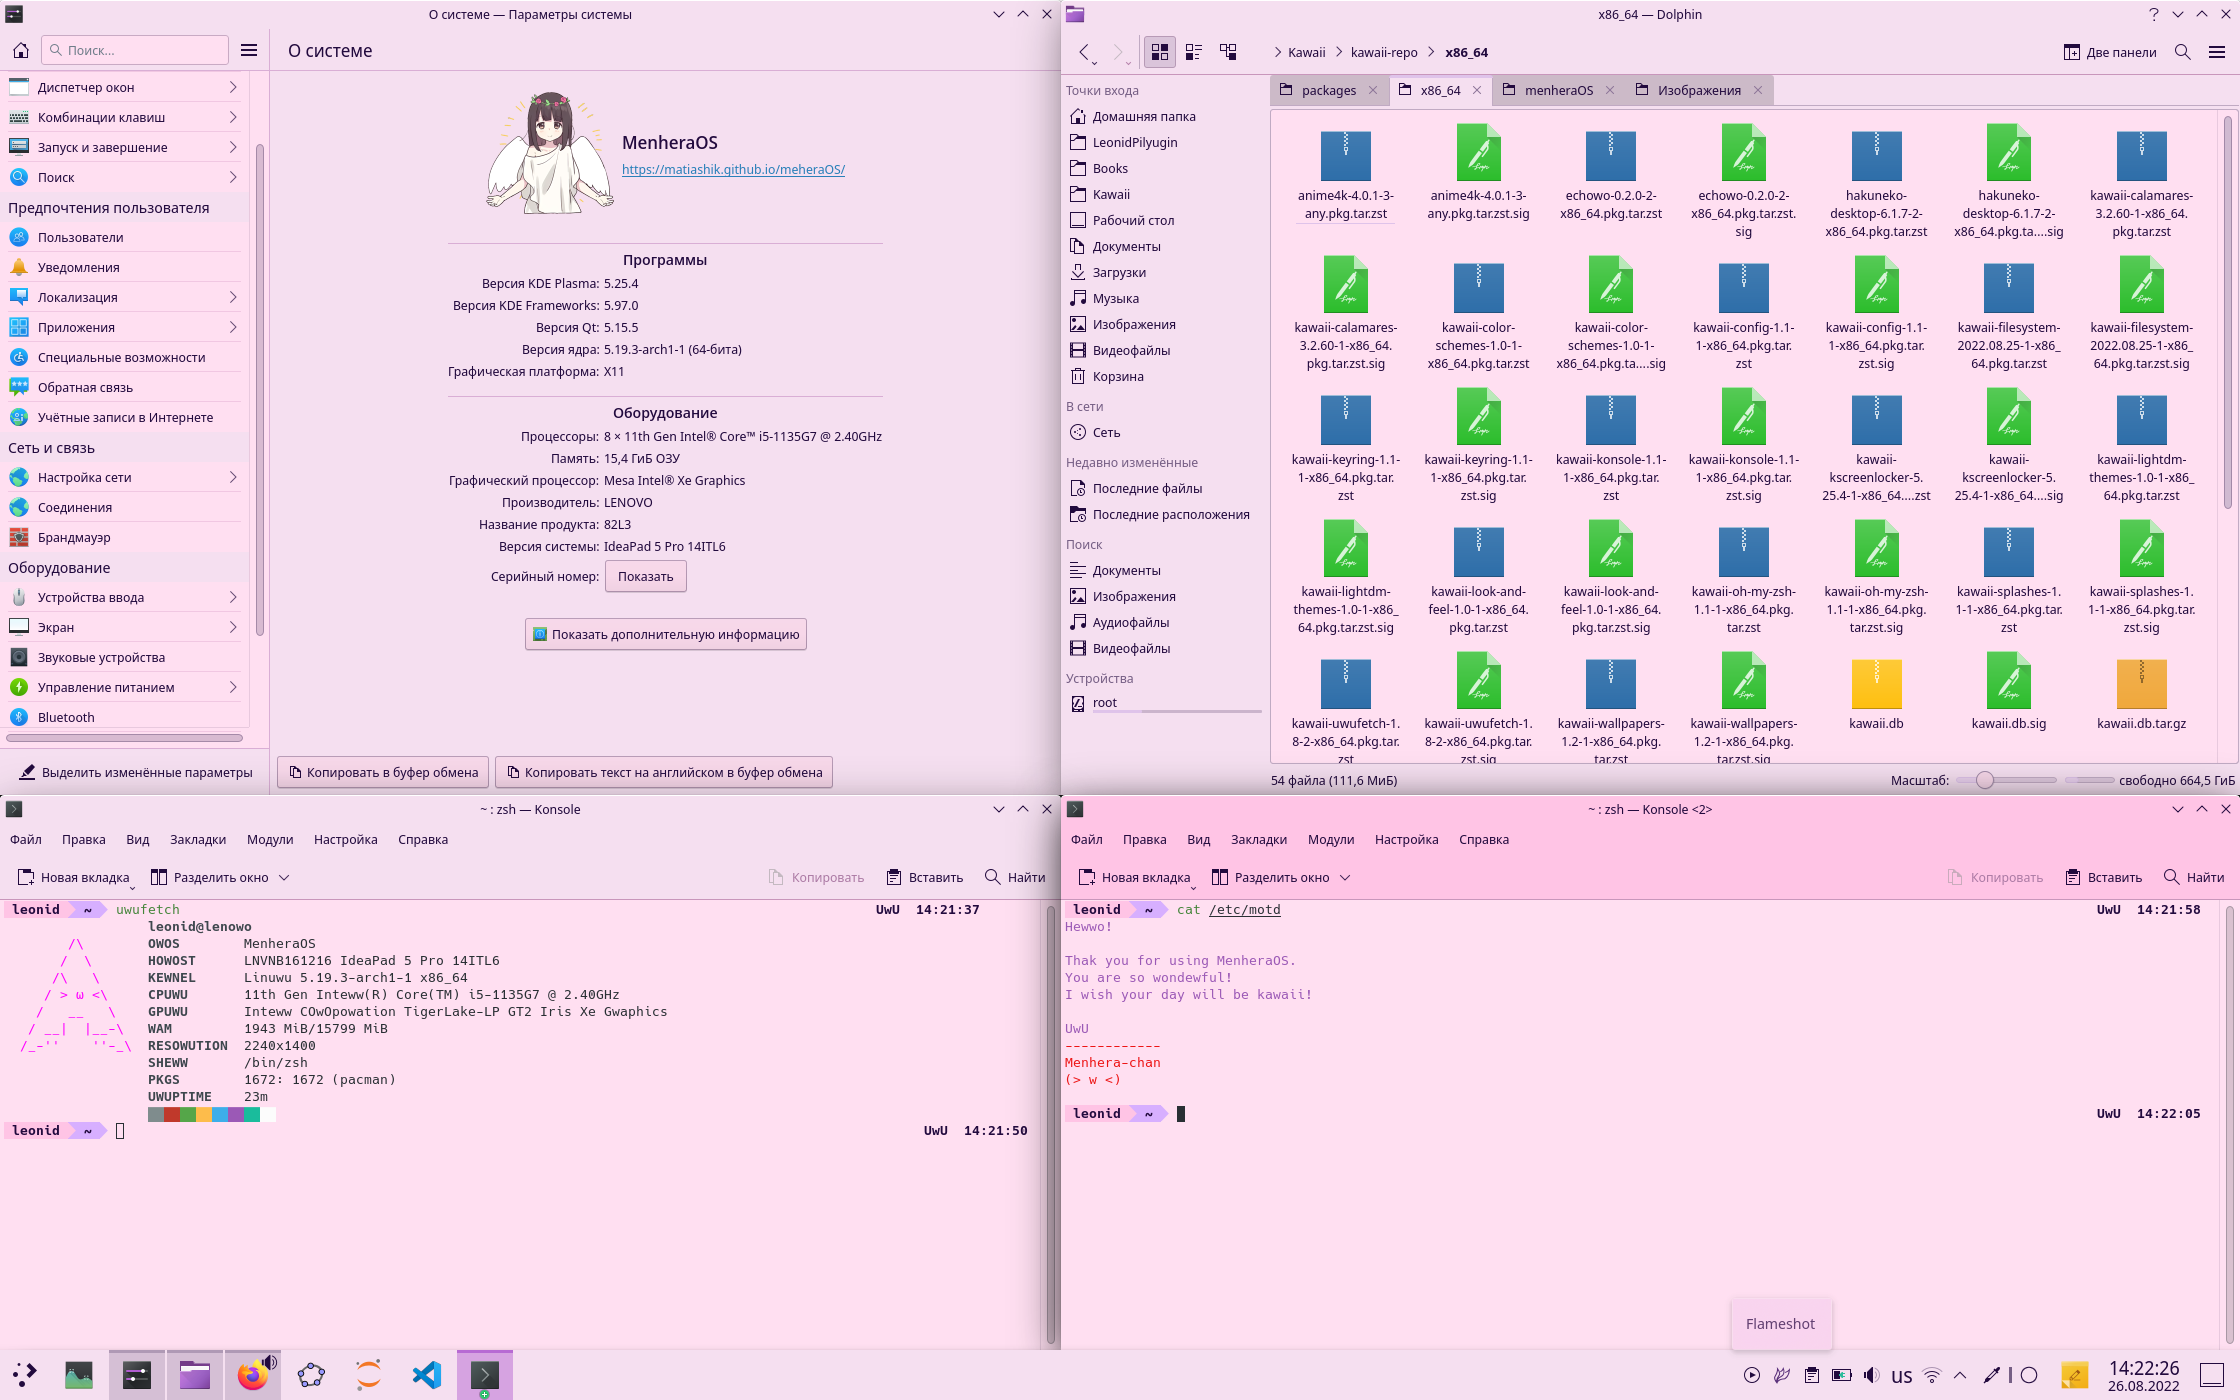 О системе — Параметры системы
Поиск...
О системе
Диспетчер окон
Комбинации клавиш
Запуск и завершение
Поиск
Предпочтения пользователя
Пользователи
Уведомления
Локализация
Приложения
Специальные возможности
Обратная связь
Учётные записи в Интернете
Сеть и связь
Настройка сети
Соединения
Брандмауэр
Оборудование
Устройства ввода
Экран
Звуковые устройства
Управление питанием
Bluetooth
Выделить изменённые параметры
MenheraOS
https://matiashik.github.io/meheraOS/
Программы
Версия KDE Plasma: 5.25.4
Версия KDE Frameworks: 5.97.0
Версия Qt: 5.15.5
Версия ядра: 5.19.3-arch1-1 (64-бита)
Графическая платформа: X11
Оборудование
Процессоры: 8 × 11th Gen Intel® Core™ i5-1135G7 @ 2.40GHz
Память: 15,4 ГиБ ОЗУ
Графический процессор: Mesa Intel® Xe Graphics
Производитель: LENOVO
Название продукта: 82L3
Версия системы: IdeaPad 5 Pro 14ITL6
Серийный номер: Показать
Показать дополнительную информацию
Копировать в буфер обмена Копировать текст на английском в буфер обмена
x86_64 — Dolphin
Kawaii kawaii-repo x86_64 Две панели
Точки входа
Домашняя папка
LeonidPilyugin
Books
Kawaii
Рабочий стол
Документы
Загрузки
Музыка
Изображения
Видеофайлы
Корзина
В сети
Сеть
Недавно изменённые
Последние файлы
Последние расположения
Поиск
Документы
Изображения
Аудиофайлы
Видеофайлы
Устройства
root
packages x86_64 menheraOS Изображения
anime4k-4.0.1-3- anime4k-4.0.1-3- echowo-0.2.0-2- echowo-0.2.0-2- hakuneko- hakuneko- kawaii-calamares-
any.pkg.tar.zst any.pkg.tar.zst.sig x86_64.pkg.tar.zst x86_64.pkg.tar.zst. desktop-6.1.7-2- desktop-6.1.7-2- 3.2.60-1-x86_64.
sig x86_64.pkg.tar.zst x86_64.pkg.ta....sig pkg.tar.zst
kawaii-calamares- kawaii-color- kawaii-color- kawaii-config-1.1- kawaii-config-1.1- kawaii-filesystem- kawaii-filesystem-
3.2.60-1-x86_64. schemes-1.0-1- schemes-1.0-1- 1-x86_64.pkg.tar. 1-x86_64.pkg.tar. 2022.08.25-1-x86_ 2022.08.25-1-x86_
pkg.tar.zst.sig x86_64.pkg.tar.zst x86_64.pkg.ta....sig zst zst.sig 64.pkg.tar.zst 64.pkg.tar.zst.sig
kawaii-keyring-1.1- kawaii-keyring-1.1- kawaii-konsole-1.1- kawaii-konsole-1.1- kawaii- kawaii- kawaii-lightdm-
1-x86_64.pkg.tar. 1-x86_64.pkg.tar. 1-x86_64.pkg.tar. 1-x86_64.pkg.tar. kscreenlocker-5. kscreenlocker-5. themes-1.0-1-x86_
zst zst.sig zst zst.sig 25.4-1-x86_64....zst 25.4-1-x86_64....sig 64.pkg.tar.zst
kawaii-lightdm- kawaii-look-and- kawaii-look-and- kawaii-oh-my-zsh- kawaii-oh-my-zsh- kawaii-splashes-1. kawaii-splashes-1.
themes-1.0-1-x86_ feel-1.0-1-x86_64. feel-1.0-1-x86_64. 1.1-1-x86_64.pkg. 1.1-1-x86_64.pkg. 1-1-x86_64.pkg.tar. 1-1-x86_64.pkg.tar.
64.pkg.tar.zst.sig pkg.tar.zst pkg.tar.zst.sig tar.zst tar.zst.sig zst zst.sig
kawaii-uwufetch-1. kawaii-uwufetch-1. kawaii-wallpapers- kawaii-wallpapers- kawaii.db kawaii.db.sig kawaii.db.tar.gz
8-2-x86_64.pkg.tar. 8-2-x86_64.pkg.tar. 1.2-1-x86_64.pkg. 1.2-1-x86_64.pkg.
zst zst.sig tar.zst tar.zst.sig
54 файла (111,6 МиБ) Масштаб: свободно 664,5 ГиБ
~ : zsh — Konsole
Файл Правка Вид Закладки Модули Настройка Справка
Новая вкладка Разделить окно Копировать Вставить Найти
leonid ~ uwufetch UwU 14:21:37
leonid@lenowo
OWOS MenheraOS
HOWOST LNVNB161216 IdeaPad 5 Pro 14ITL6
KEWNEL Linuwu 5.19.3-arch1-1 x86_64
CPUWU 11th Gen Inteww(R) Core(TM) i5-1135G7 @ 2.40GHz
GPUWU Inteww COwOpowation TigerLake-LP GT2 Iris Xe Gwaphics
WAM 1943 MiB/15799 MiB
RESOWUTION 2240x1400
SHEWW /bin/zsh
PKGS 1672: 1672 (pacman)
UWUPTIME 23m
leonid ~ UwU 14:21:50
~ : zsh — Konsole <2>
Файл Правка Вид Закладки Модули Настройка Справка
Новая вкладка Разделить окно Копировать Вставить Найти
leonid ~ cat /etc/motd UwU 14:21:58
Hewwo!
Thak you for using MenheraOS.
You are so wondewful!
I wish your day will be kawaii!
UwU
------------
Menhera-chan
(> w <)
leonid ~ UwU 14:22:05
Flameshot
us 14:22:26
26.08.2022